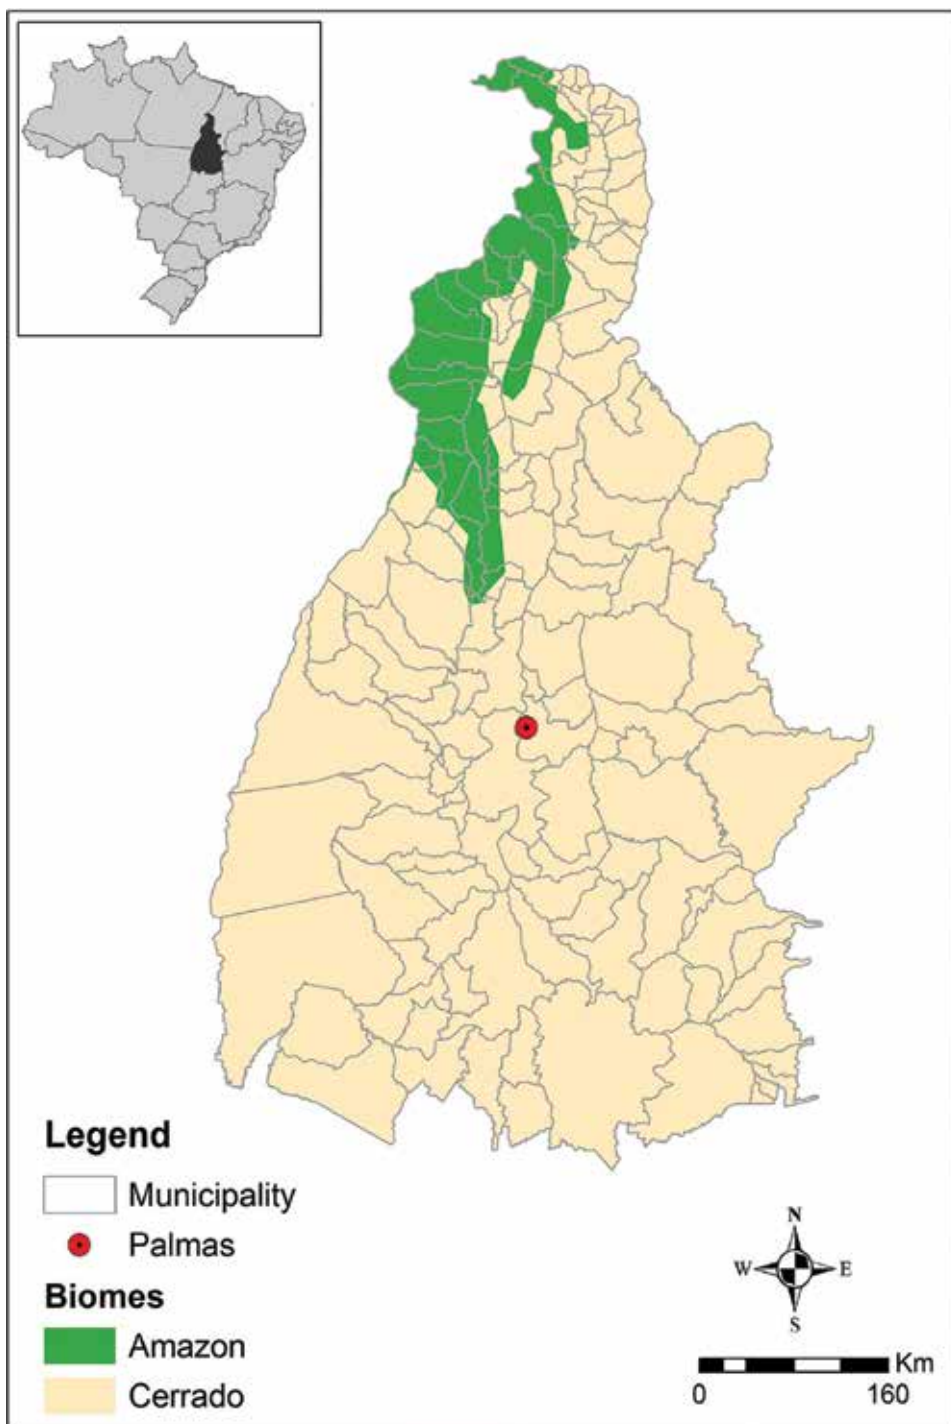 Legend
Municipality
Palmas
Biomes
Amazon
Cerrado
N
W E
S
Km
0 160